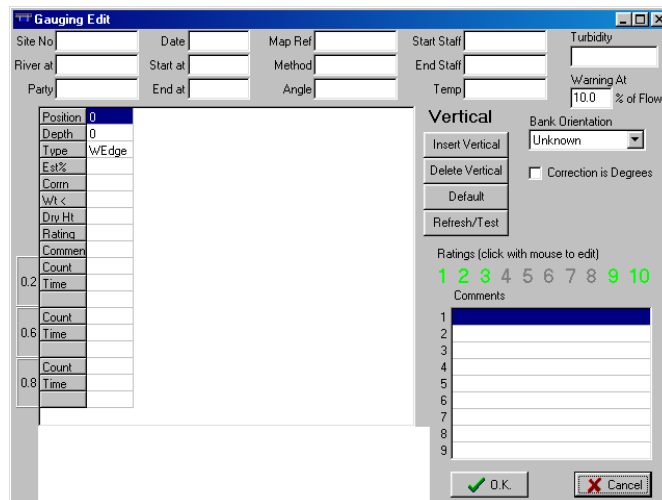 Gauging Edit
Site No Date Map Ref Start Staff Turbidity
River at Start at Method End Staff
Party End at Angle Temp Warning At
10.0 % of Flow
Position 0
Depth 0
Type WEdge
Est%
Corrn
Wt <
Dry Ht
Rating
Commen
0.2 Count
Time
0.6 Count
Time
0.8 Count
Time
Vertical
Insert Vertical
Delete Vertical
Default
Refresh/Test
Bank Orientation
Unknown
Correction is Degrees
Ratings (click with mouse to edit)
1 2 3 4 5 6 7 8 9 10
Comments
1
2
3
4
5
6
7
8
9
O.K. Cancel